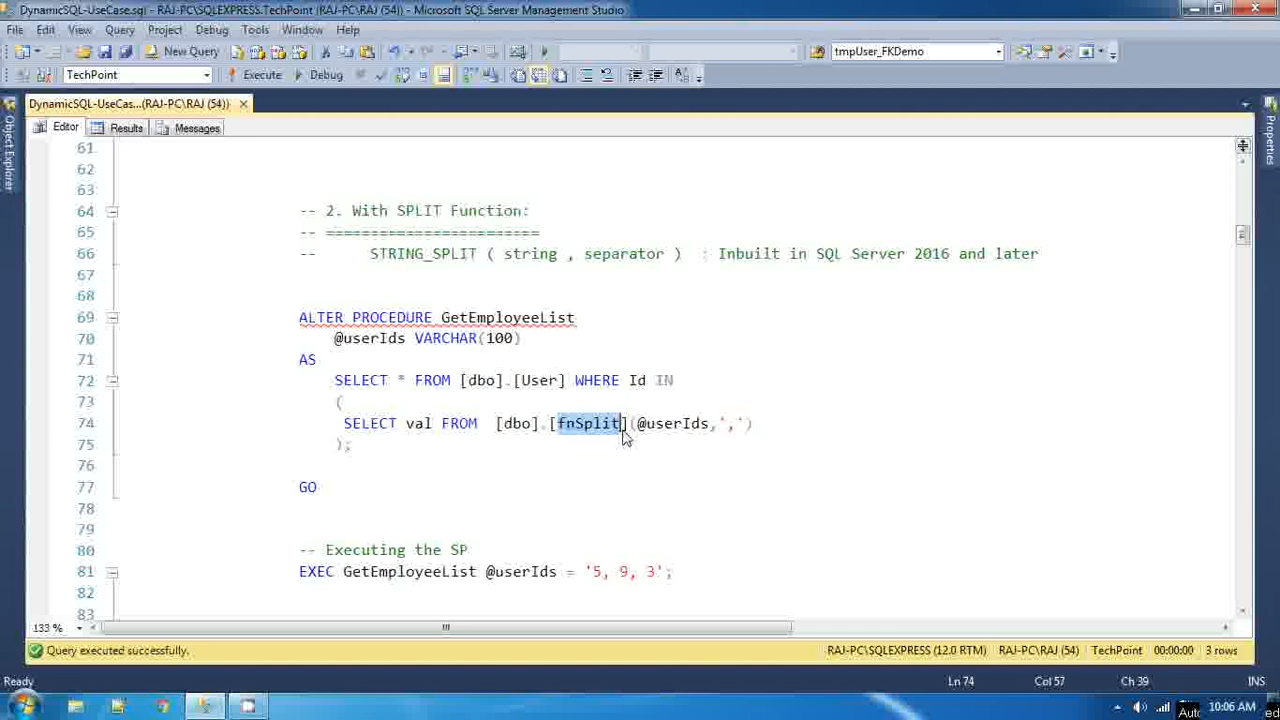 DynamicSQL-UseCase.sql - RAJ-PC\SQLEXPRESS.TechPoint (RAJ-PC\RAJ (54)) - Microsoft SQL Server Management Studio
File Edit View Query Project Debug Tools Window Help
New Query tmpUser_FKDemo
TechPoint Execute Debug
DynamicSQL-UseCas...(RAJ-PC\RAJ (54))
Editor Results Messages
Object Explorer
Properties
61
62
63
64 -- 2. With SPLIT Function:
65 -- ========================
66 -- STRING_SPLIT ( string , separator ) : Inbuilt in SQL Server 2016 and later
67
68
69 ALTER PROCEDURE GetEmployeeList
70 @userIds VARCHAR(100)
71 AS
72 SELECT * FROM [dbo].[User] WHERE Id IN
73 (
74 SELECT val FROM [dbo].[fnSplit](@userIds,',')
75 );
76
77 GO
78
79
80 -- Executing the SP
81 EXEC GetEmployeeList @userIds = '5, 9, 3';
82
83
133 %
Query executed successfully. RAJ-PC\SQLEXPRESS (12.0 RTM) RAJ-PC\RAJ (54) TechPoint 00:00:00 3 rows
Ready Ln 74 Col 57 Ch 39 INS
10:06 AM